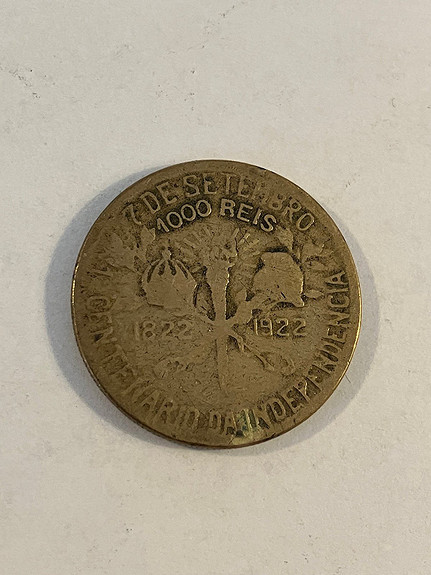 7 DE SETEMBRO
1000 REIS
1822 1922
CENTENARIO DA INDEPENDENCIA